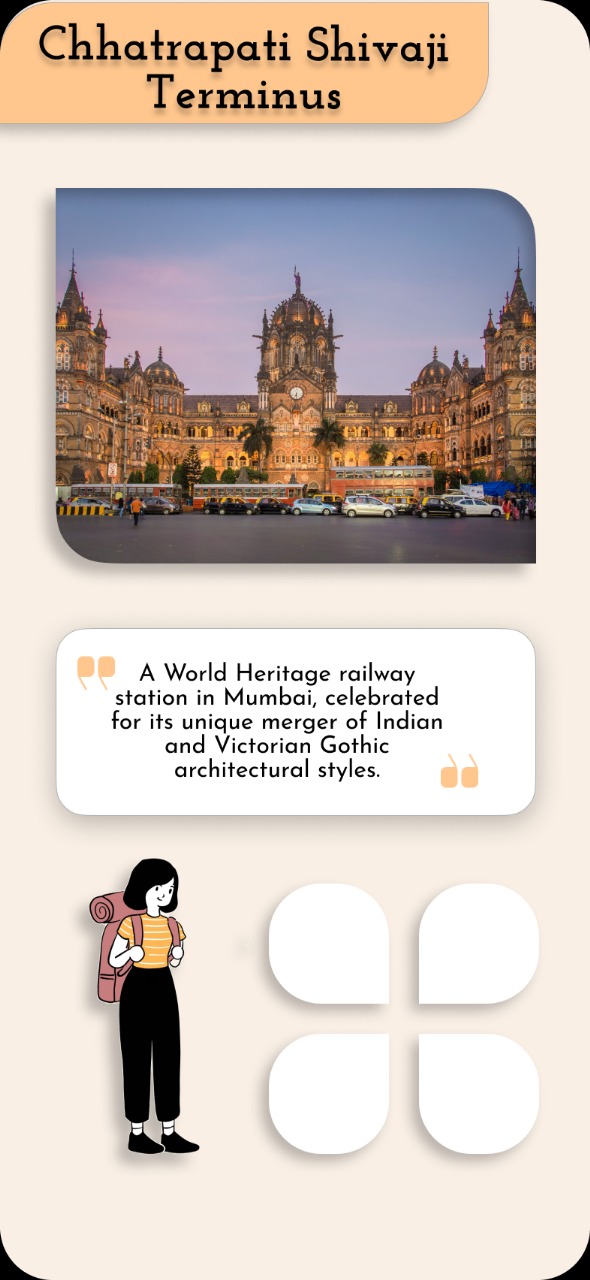 Chhatrapati Shivaji
Terminus
A World Heritage railway
station in Mumbai, celebrated
for its unique merger of Indian
and Victorian Gothic
architectural styles.